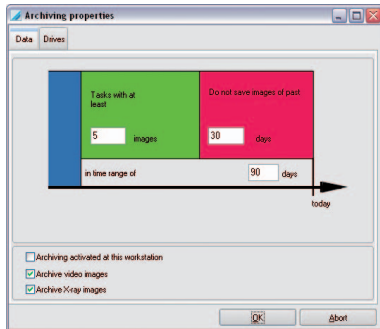 Archiving properties
Data Drives
Tasks with at
least
5 images
Do not save images of past
30 days
in time range of 90 days
today
Archiving activated at this workstation
Archive video images
Archive X-ray images
OK Abort